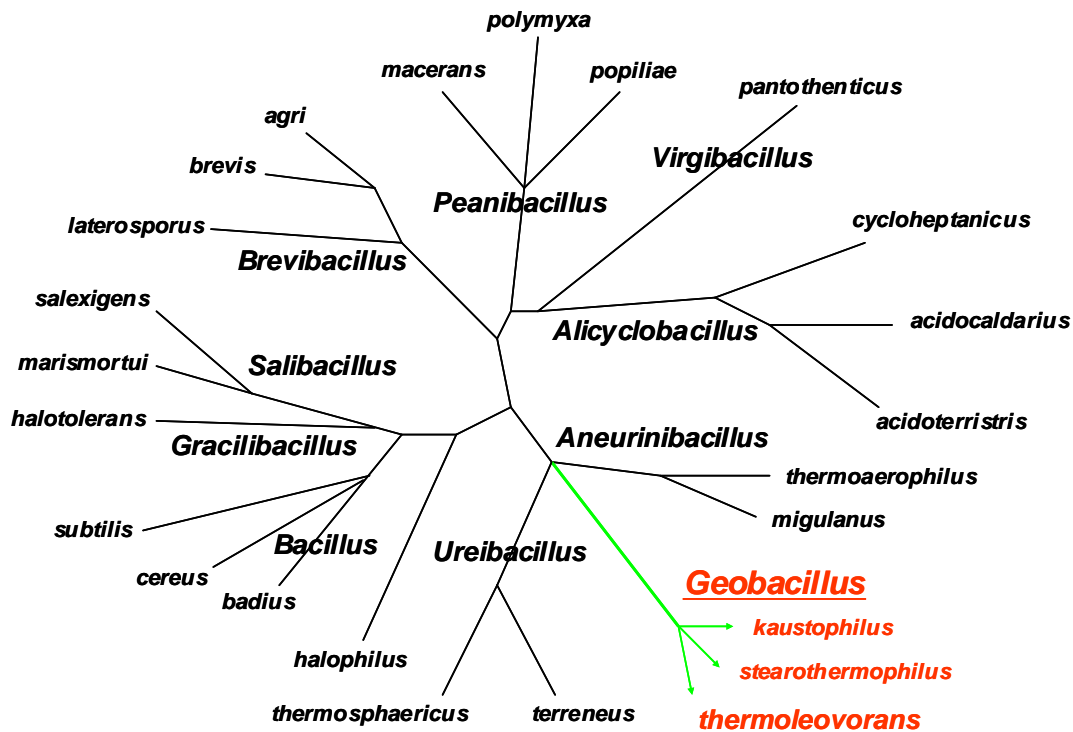 polymyxa
macerans
popiliae
pantothenticus
agri
Virgibacillus
brevis
Peanibacillus
laterosporus
cycloheptanicus
Brevibacillus
salexigens
acidocaldarius
Alicyclobacillus
marismortui
Salibacillus
halotolerans
acidoterristris
Gracilibacillus
Aneurinibacillus
thermoaerophilus
migulanus
subtilis
Bacillus
Ureibacillus
cereus
badius
Geobacillus
kaustophilus
halophilus
stearothermophilus
thermosphaericus
terreneus
thermoleovorans